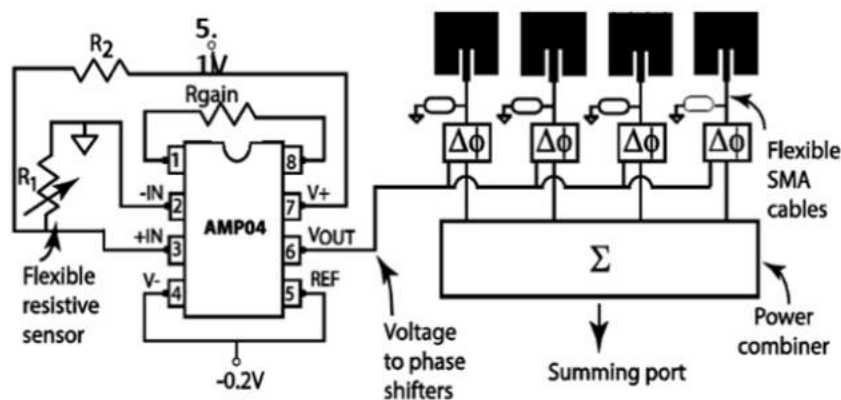 5.
1V
R2
Rgain
R1
1
8
-IN
2
7
V+
AMP04
+IN
3
6
VOUT
V-
4
5
REF
-0.2V
Flexible
resistive
sensor
Voltage
to phase
shifters
Δϕ
Δϕ
Δϕ
Δϕ
Flexible
SMA
cables
Σ
Power
combiner
Summing port